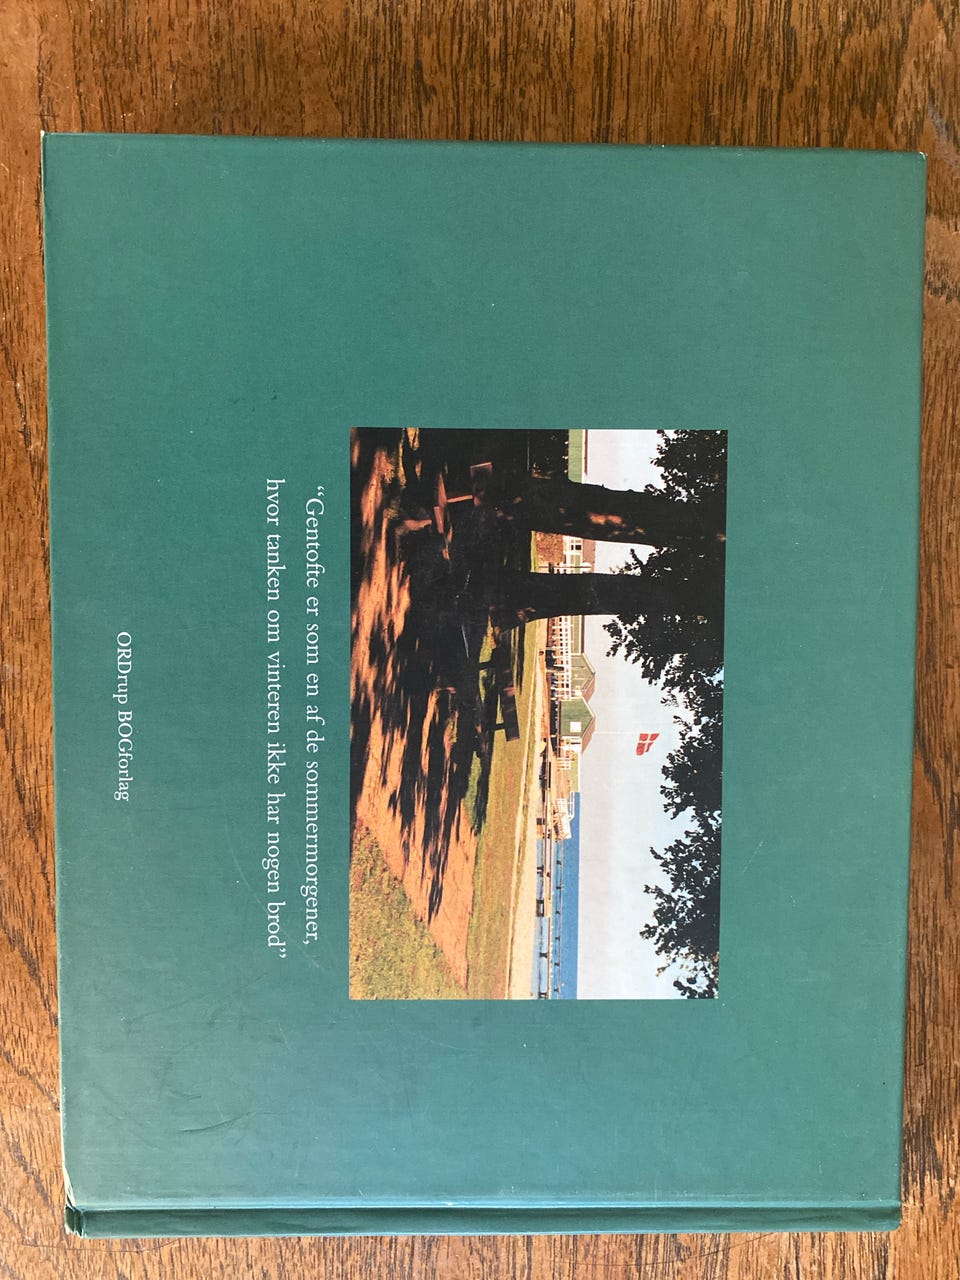 “Gentofte er som en af de sommermorgener,
hvor tanken om vinteren ikke har nogen brod”
ORDrup BOGforlag